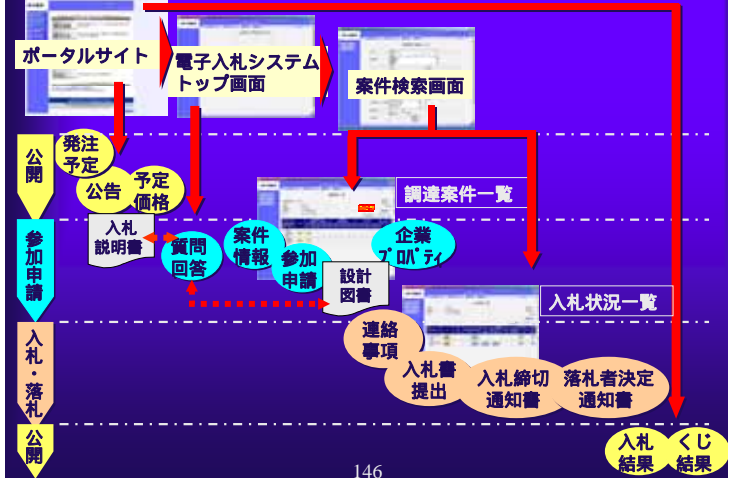 ポータルサイト
電子入札システム
トップ画面
案件検索画面
公
開
発注
予定
公告
予定
価格
調達案件一覧
参
加
申
請
入札
説明書
質問
回答
案件
情報
参加
申請
企業
プロパティ
設計
図書
入札状況一覧
入
札
・
落
札
連絡
事項
入札書
提出
入札締切
通知書
落札者決定
通知書
公
開
入札
結果
くじ
結果
146